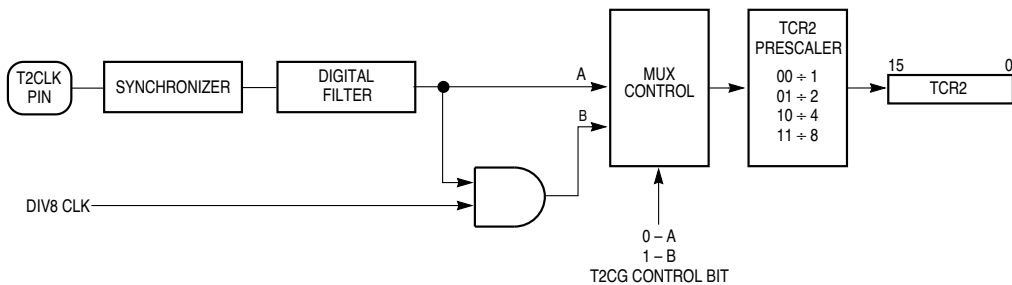 T2CLK
PIN
SYNCHRONIZER
DIGITAL
FILTER
A
B
MUX
CONTROL
TCR2
PRESCALER
00 ÷ 1
01 ÷ 2
10 ÷ 4
11 ÷ 8
15 0
TCR2
DIV8 CLK
0 – A
1 – B
T2CG CONTROL BIT